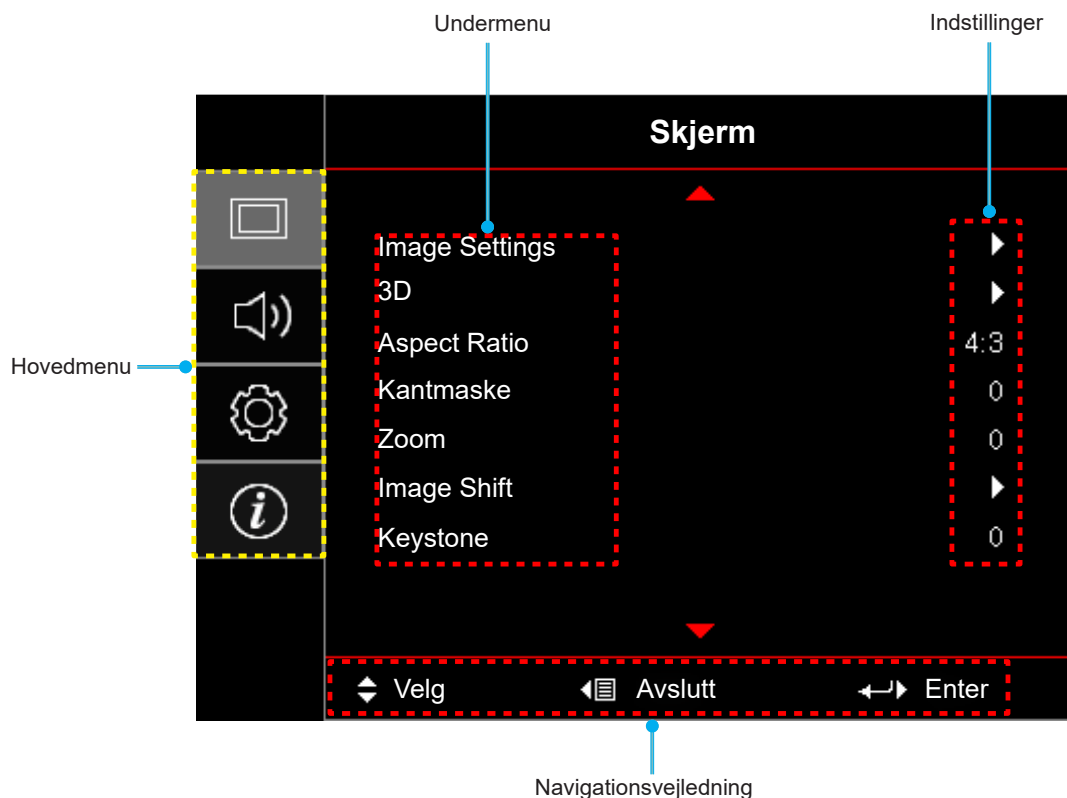 Undermenu
Indstillinger
Skjerm
Image Settings
3D
Aspect Ratio 4:3
Kantmaske 0
Zoom 0
Image Shift
Keystone 0
Hovedmenu
Velg Avslutt Enter
Navigationsvejledning